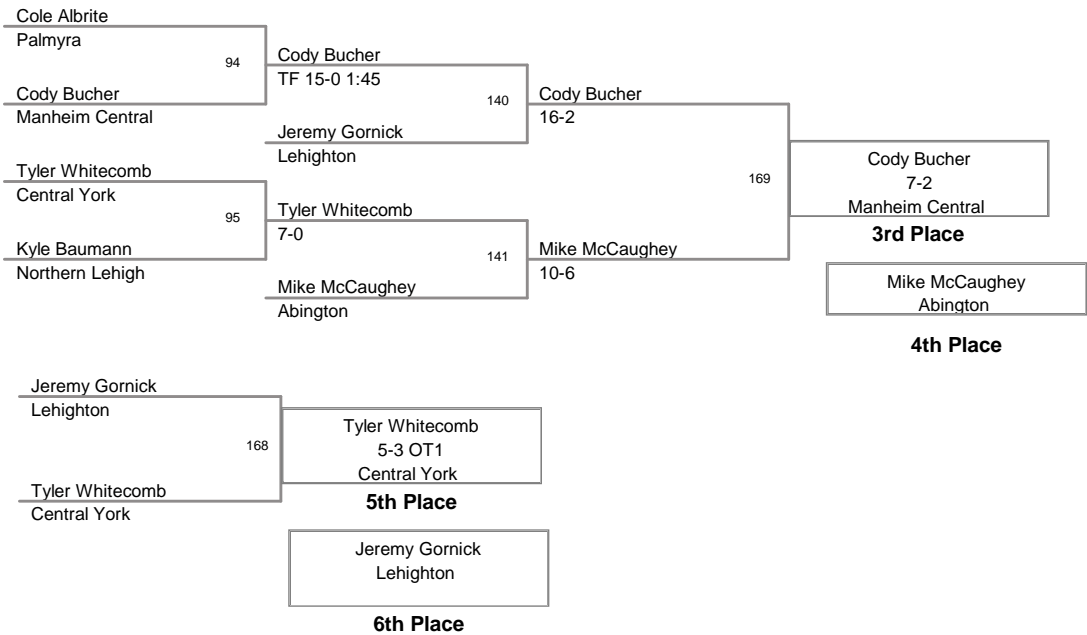 Cole Albrite
Palmyra
94
Cody Bucher
Manheim Central
Cody Bucher
TF 15-0 1:45
140
Jeremy Gornick
Lehighton
Cody Bucher
16-2
Tyler Whitecomb
Central York
95
Kyle Baumann
Northern Lehigh
Tyler Whitecomb
7-0
141
Mike McCaughey
Abington
Mike McCaughey
10-6
169
Cody Bucher
7-2
Manheim Central
3rd Place
Mike McCaughey
Abington
4th Place
Jeremy Gornick
Lehighton
168
Tyler Whitecomb
Central York
Tyler Whitecomb
5-3 OT1
Central York
5th Place
Jeremy Gornick
Lehighton
6th Place